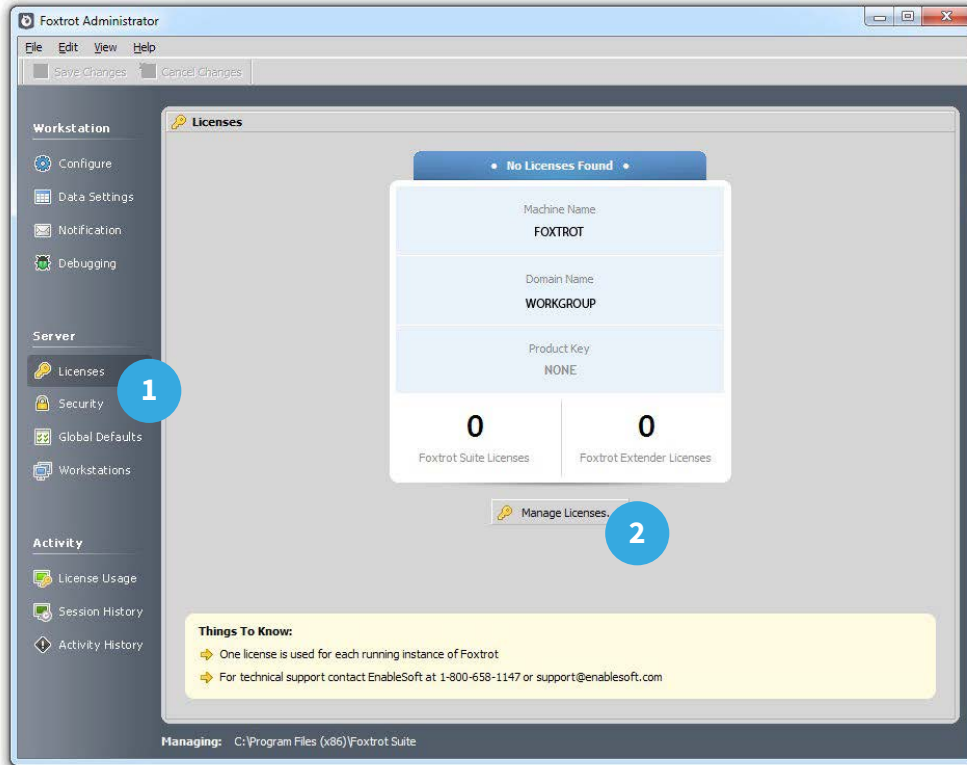 Foxtrot Administrator
File Edit View Help
Save Changes Cancel Changes
Workstation
Configure
Data Settings
Notification
Debugging
Server
Licenses
1
Security
Global Defaults
Workstations
Activity
License Usage
Session History
Activity History
Licenses
• No Licenses Found •
Machine Name
FOXTROT
Domain Name
WORKGROUP
Product Key
NONE
0 0
Foxtrot Suite Licenses Foxtrot Extender Licenses
Manage Licenses.
2
Things To Know:
One license is used for each running instance of Foxtrot
For technical support contact EnableSoft at 1-800-658-1147 or support@enablesoft.com
Managing: C:\Program Files (x86)\Foxtrot Suite